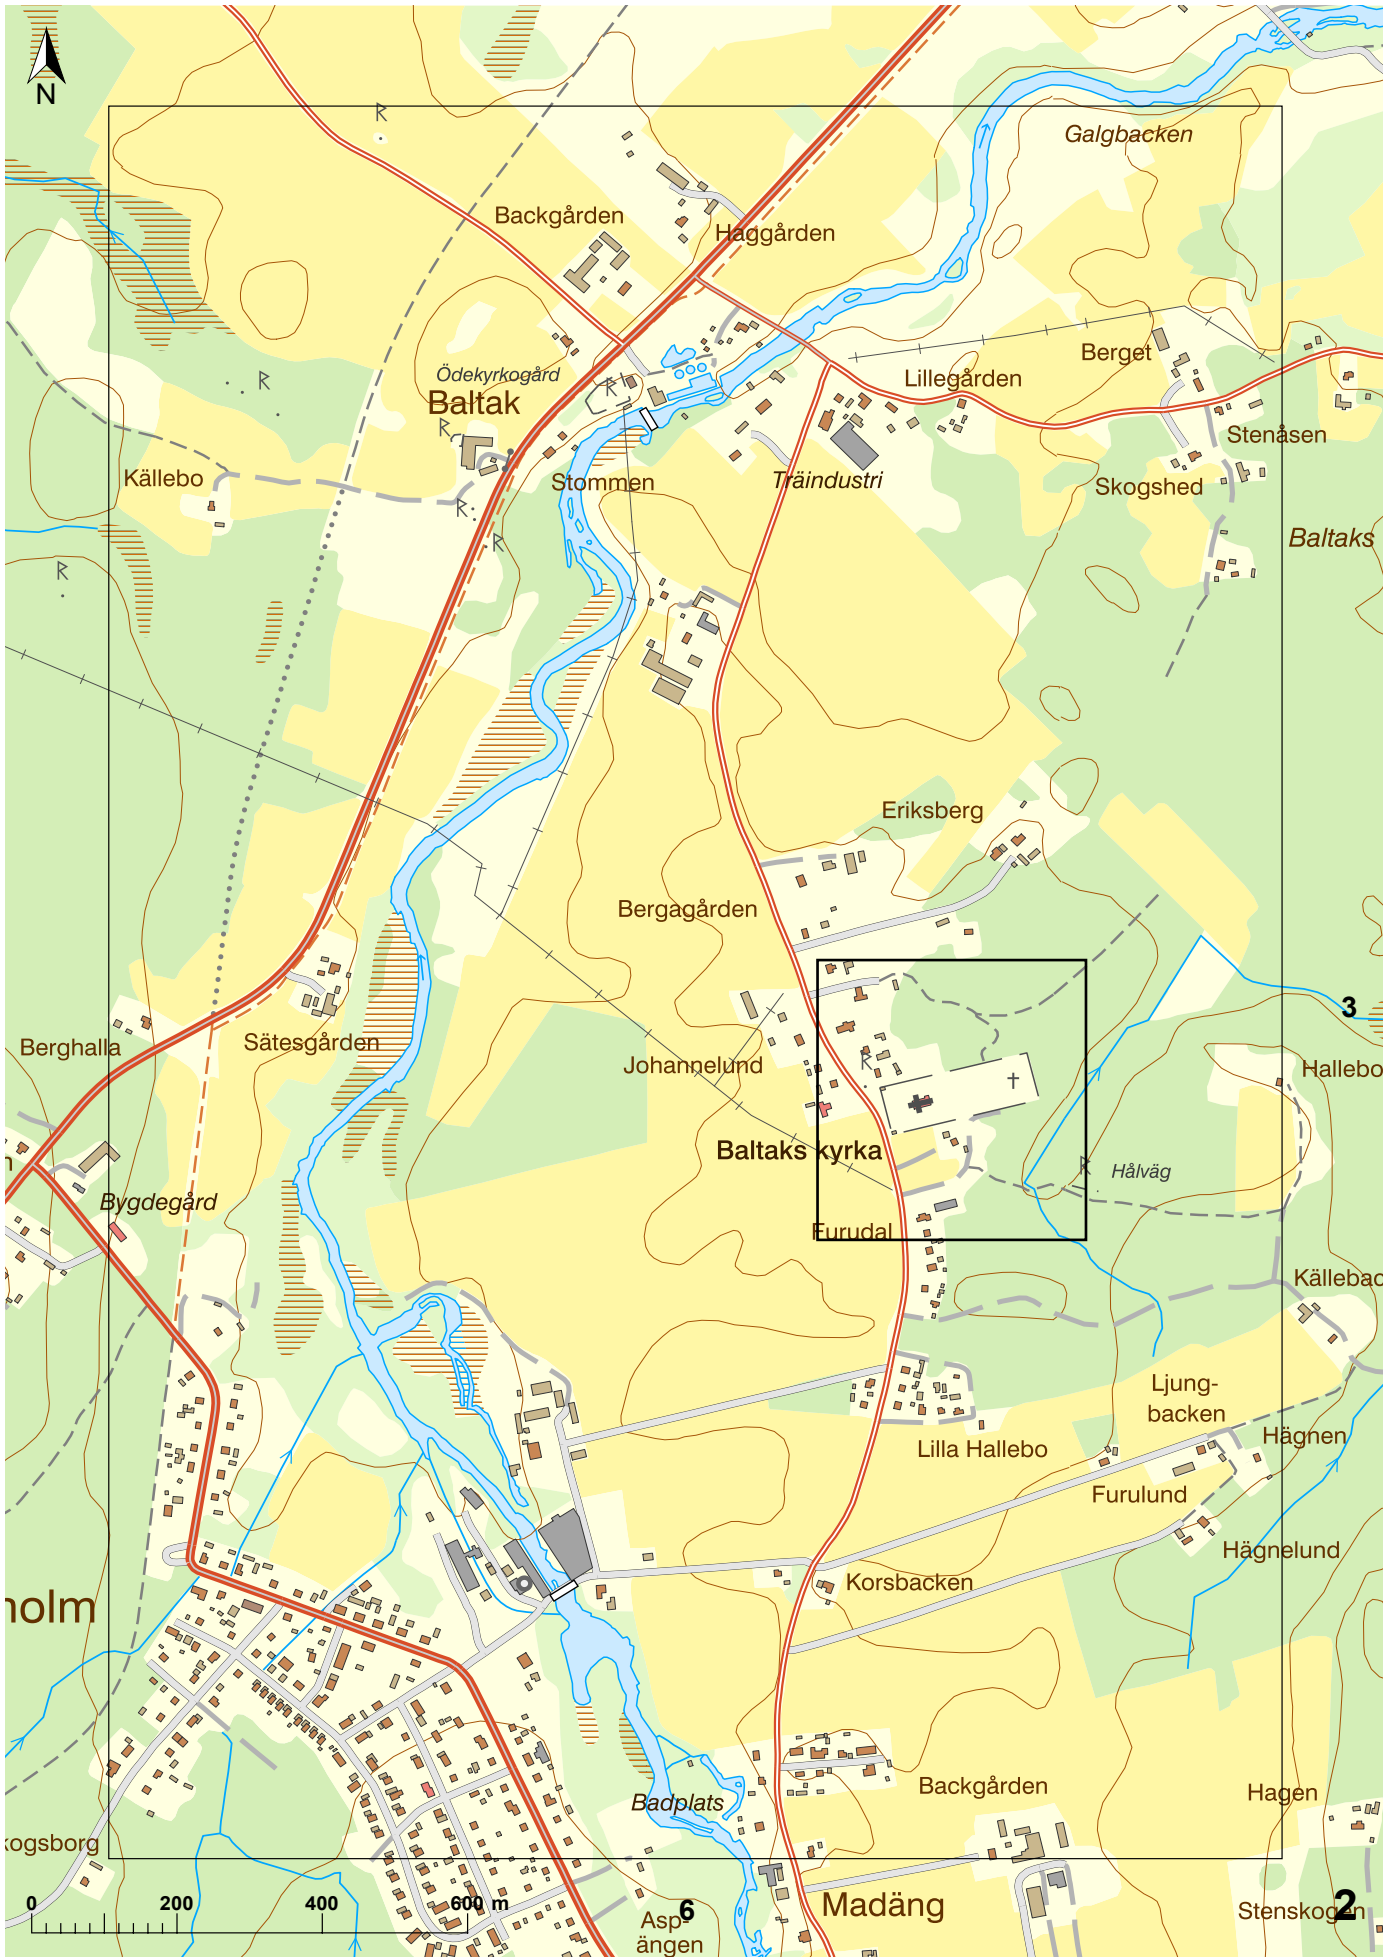 N
Galgbacken
Backgården
Haggården
Berget
Ödekyrkogård
Lillegården
Baltak
Stenåsen
Källebo
Stommen
Träindustri
Skogshed
Baltaks
Eriksberg
Bergagården
3
Berghalla
Sätesgården
Johannelund
Hallebo
Baltaks kyrka
Hålväg
Bygdegård
Furudal
Källebac
Ljung-
backen
Lilla Hallebo
Hägnen
Furulund
Hägnelund
Korsbacken
holm
Backgården
Hagen
Badplats
kogsborg
0 200 400 600 m
6
Madäng
2
Stenskogen
Asp-
ängen